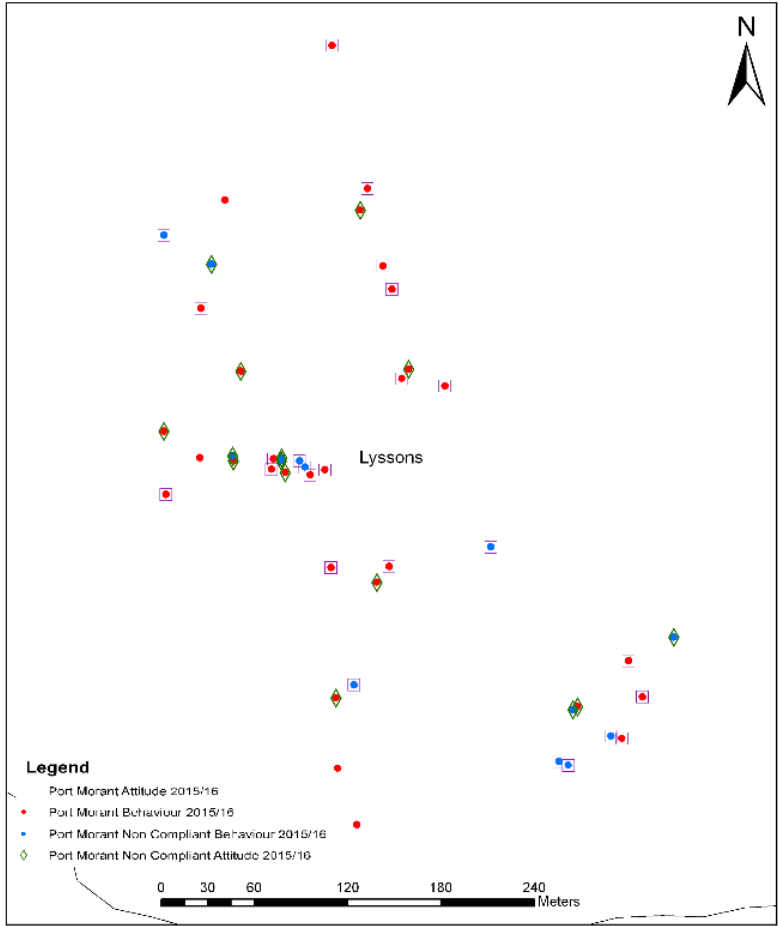 N
Lyssons
Legend
Port Morant Attitude 2015/16
Port Morant Behaviour 2015/16
Port Morant Non Compliant Behaviour 2015/16
Port Morant Non Compliant Attitude 2015/16
0 15 30 60 120 180 240
Meters